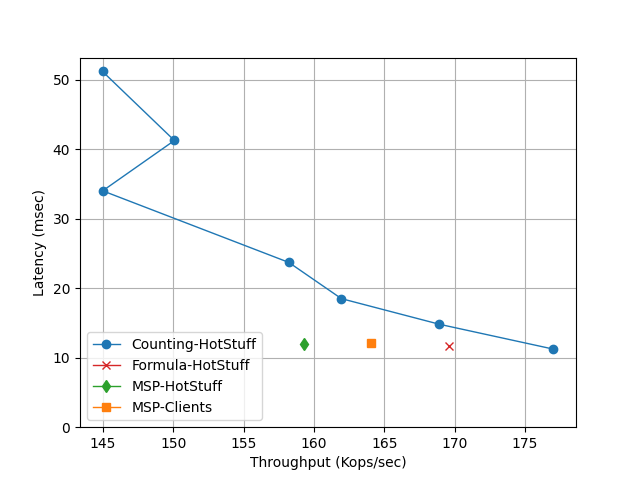 50
40
30
20
10
0
Latency (msec)
Counting-HotStuff
Formula-HotStuff
MSP-HotStuff
MSP-Clients
145 150 155 160 165 170 175
Throughput (Kops/sec)